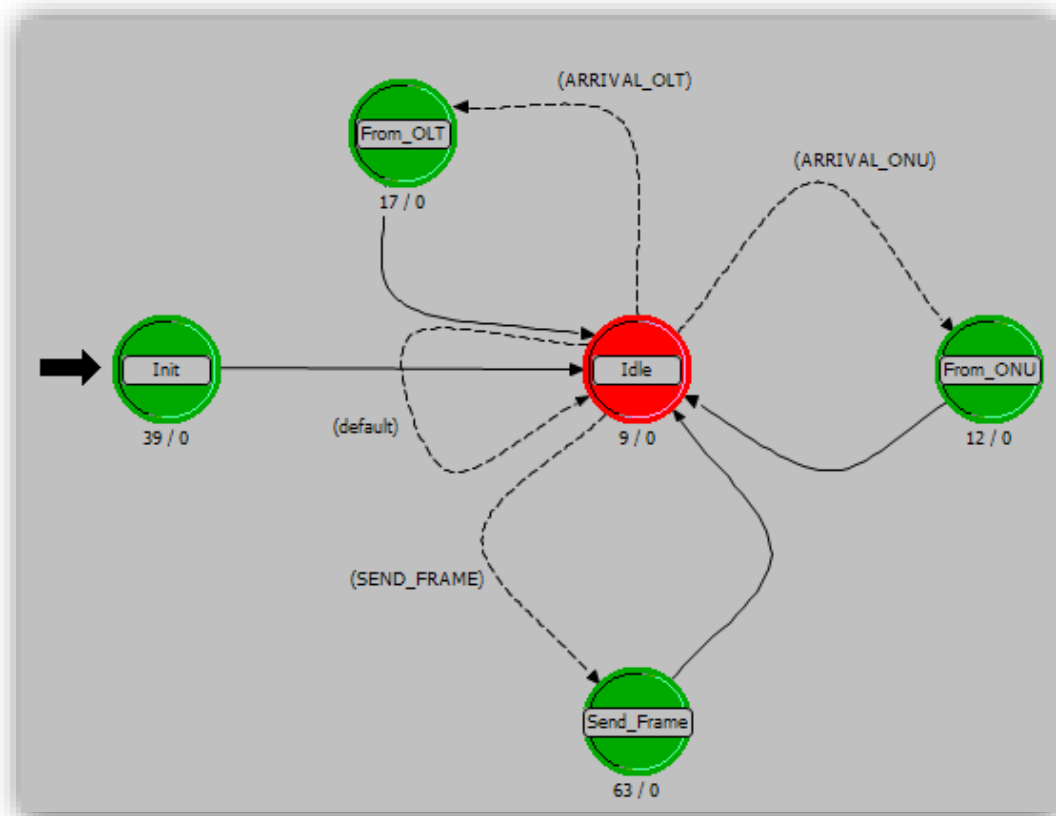 (ARRIVAL_OLT)
From_OLT
17 / 0
(ARRIVAL_ONU)
Init
39 / 0
(default)
Idle
9 / 0
From_ONU
12 / 0
(SEND_FRAME)
Send_Frame
63 / 0